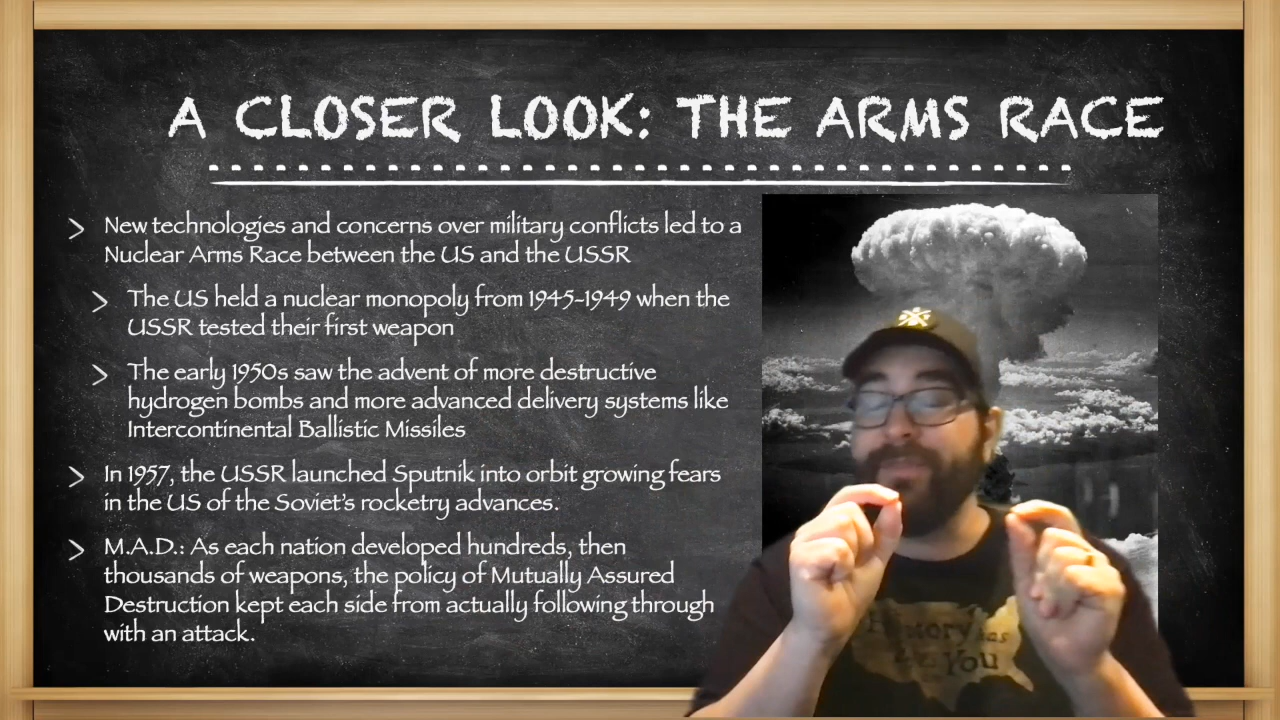 A CLOSER LOOK: THE ARMS RACE
New technologies and concerns over military conflicts led to a
Nuclear Arms Race between the US and the USSR
The US held a nuclear monopoly from 1945-1949 when the
USSR tested their first weapon
The early 1950s saw the advent of more destructive
hydrogen bombs and more advanced delivery systems like
Intercontinental Ballistic Missiles
In 1957, the USSR launched Sputnik into orbit growing fears
in the US of the Soviet's rocketry advances.
M.A.D.: As each nation developed hundreds, then
thousands of weapons, the policy of Mutually Assured
Destruction kept each side from actually following through
with an attack.
History has
You